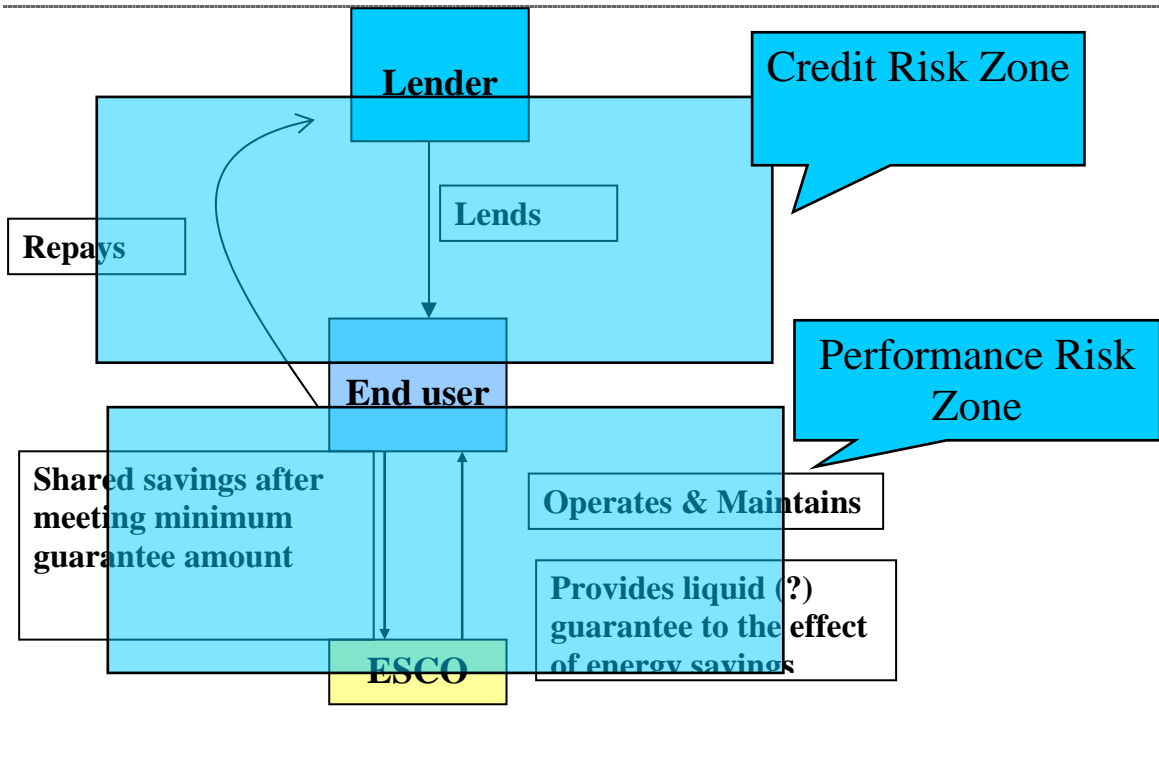 Lender
Credit Risk Zone
Lends
Repays
End user
Performance Risk
Zone
Shared savings after
meeting minimum
guarantee amount
Operates & Maintains
Provides liquid (?)
guarantee to the effect
of energy savings
ESCO